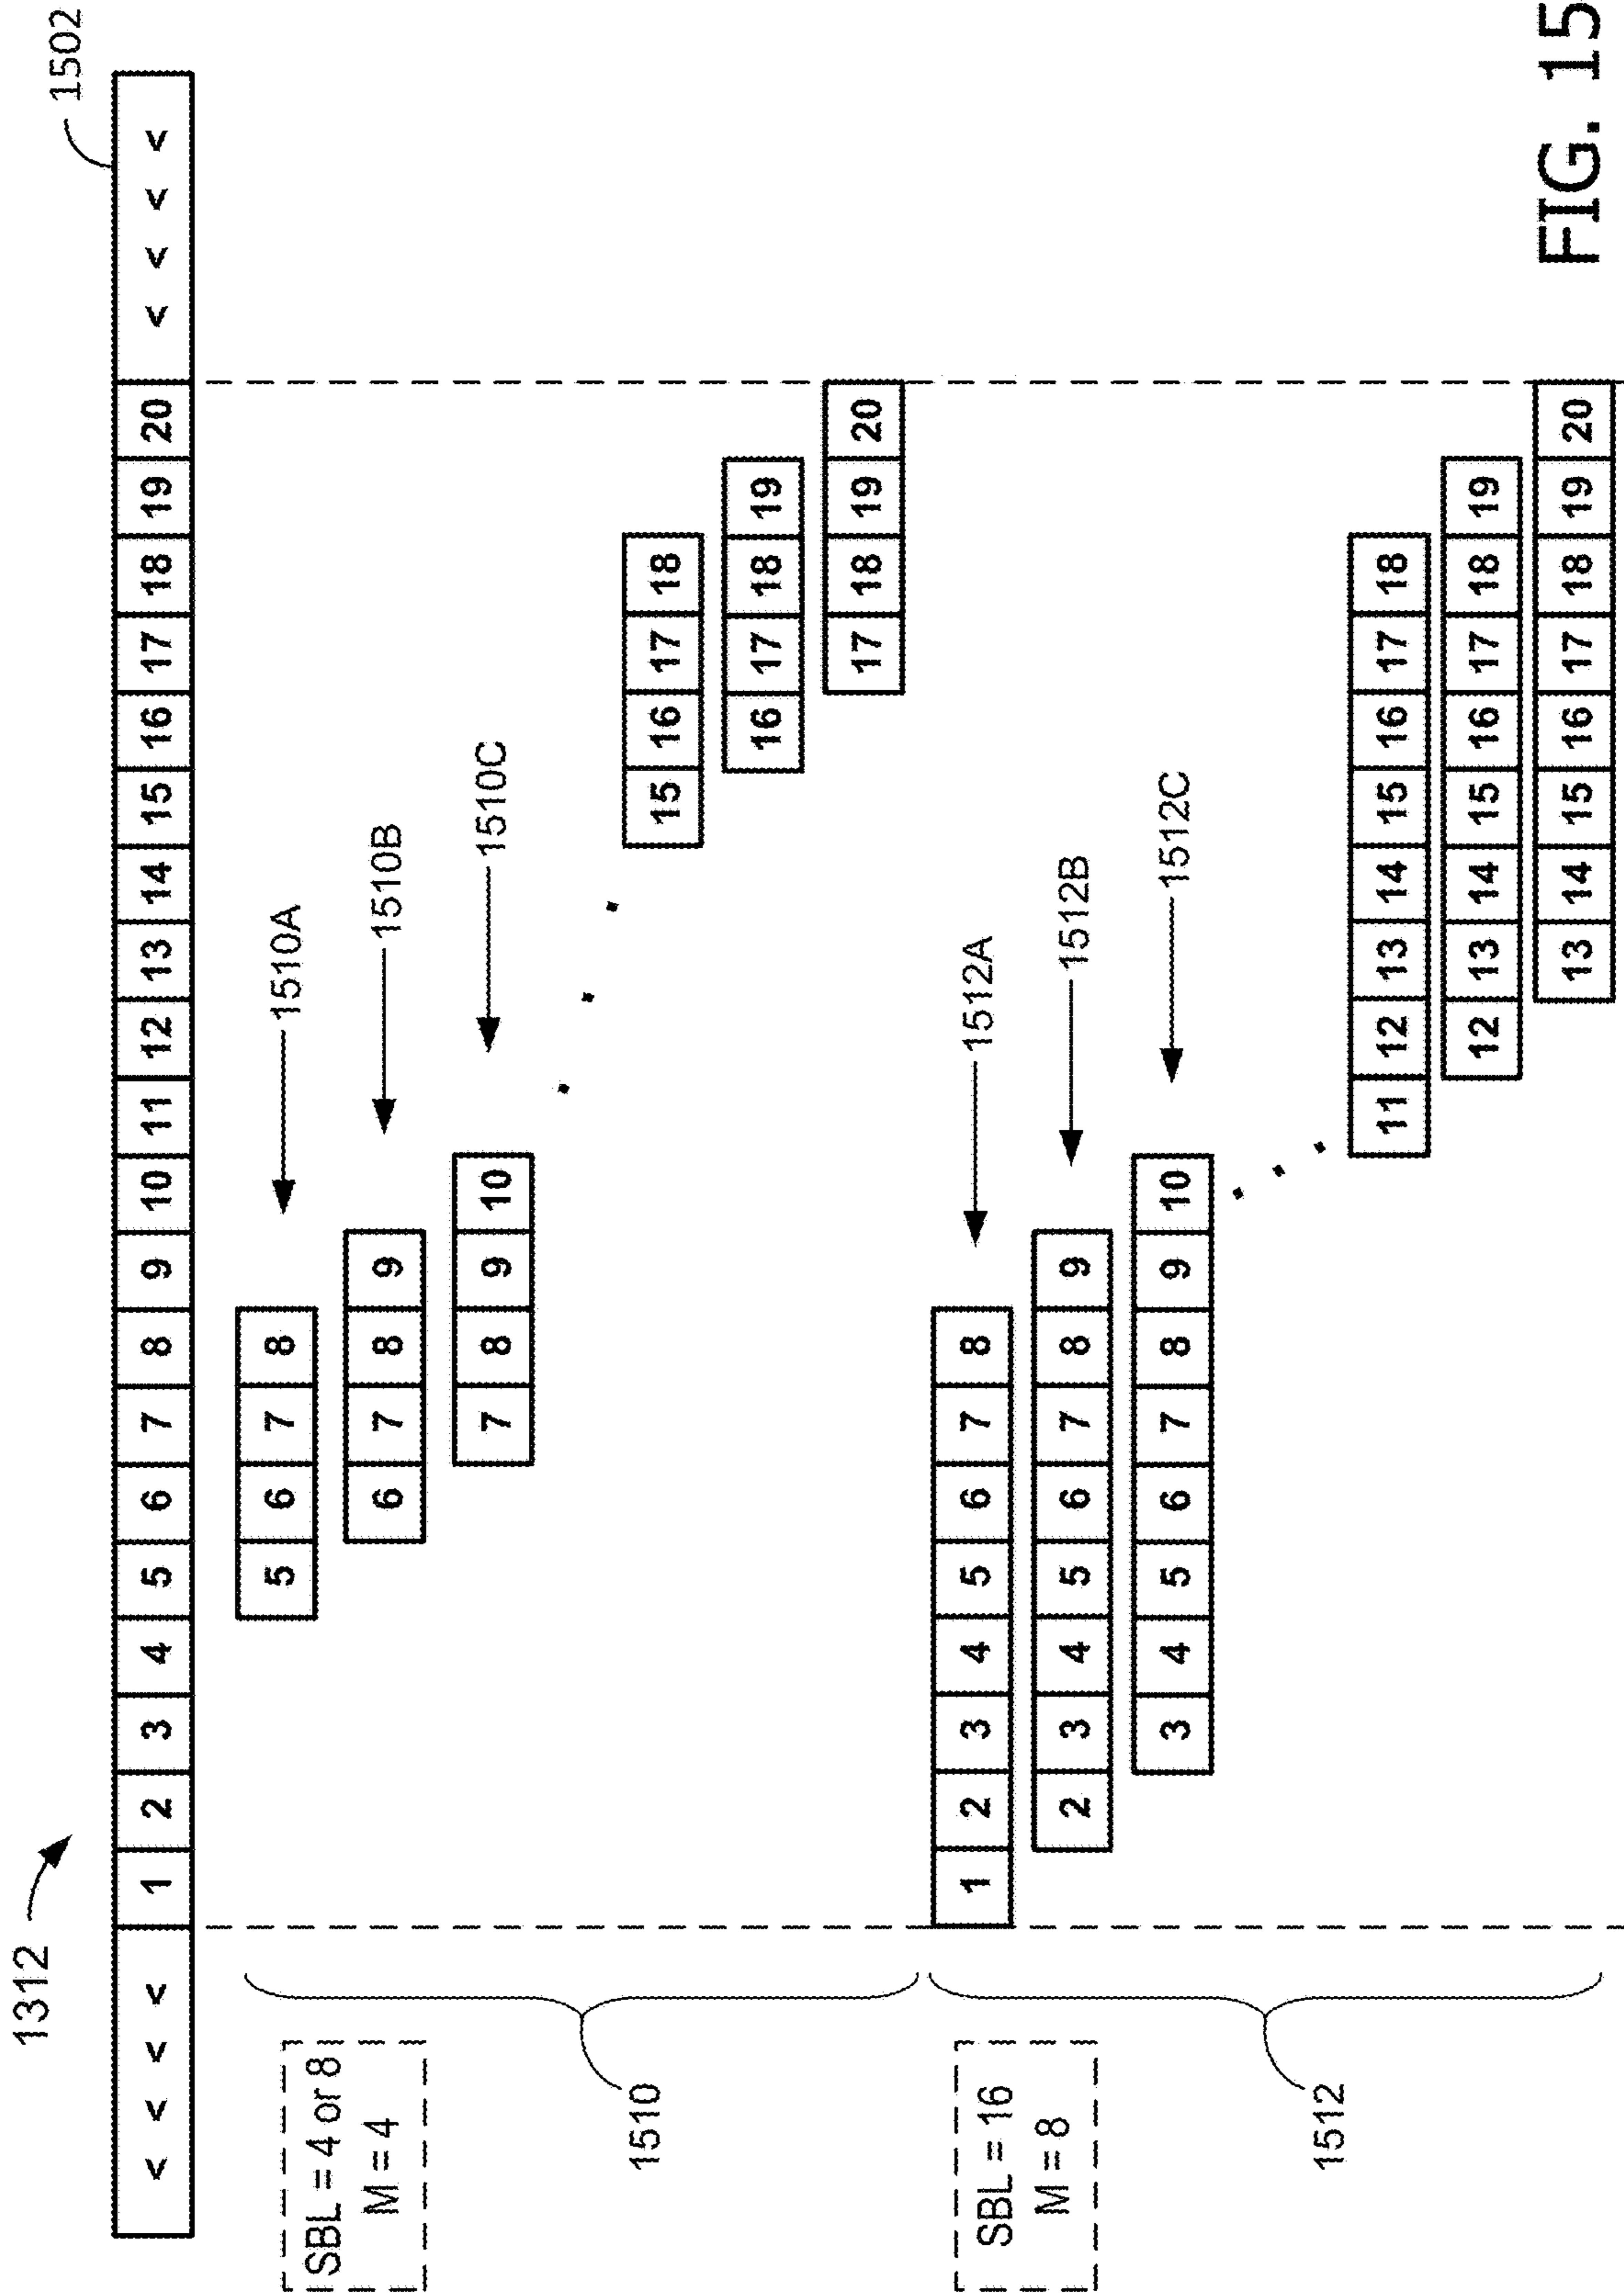 1312
1502
< < < < 1 2 3 4 5 6 7 8 9 10 11 12 13 14 15 16 17 18 19 20 < < < <
SBL = 4 or 8
M = 4
1510
5 6 7 8
1510A
6 7 8 9
1510B
7 8 9 10
1510C
15 16 17 18
16 17 18 19
17 18 19 20
SBL = 16
M = 8
1512
1 2 3 4 5 6 7 8
1512A
2 3 4 5 6 7 8 9
1512B
3 4 5 6 7 8 9 10
1512C
11 12 13 14 15 16 17 18
12 13 14 15 16 17 18 19
13 14 15 16 17 18 19 20
FIG. 15